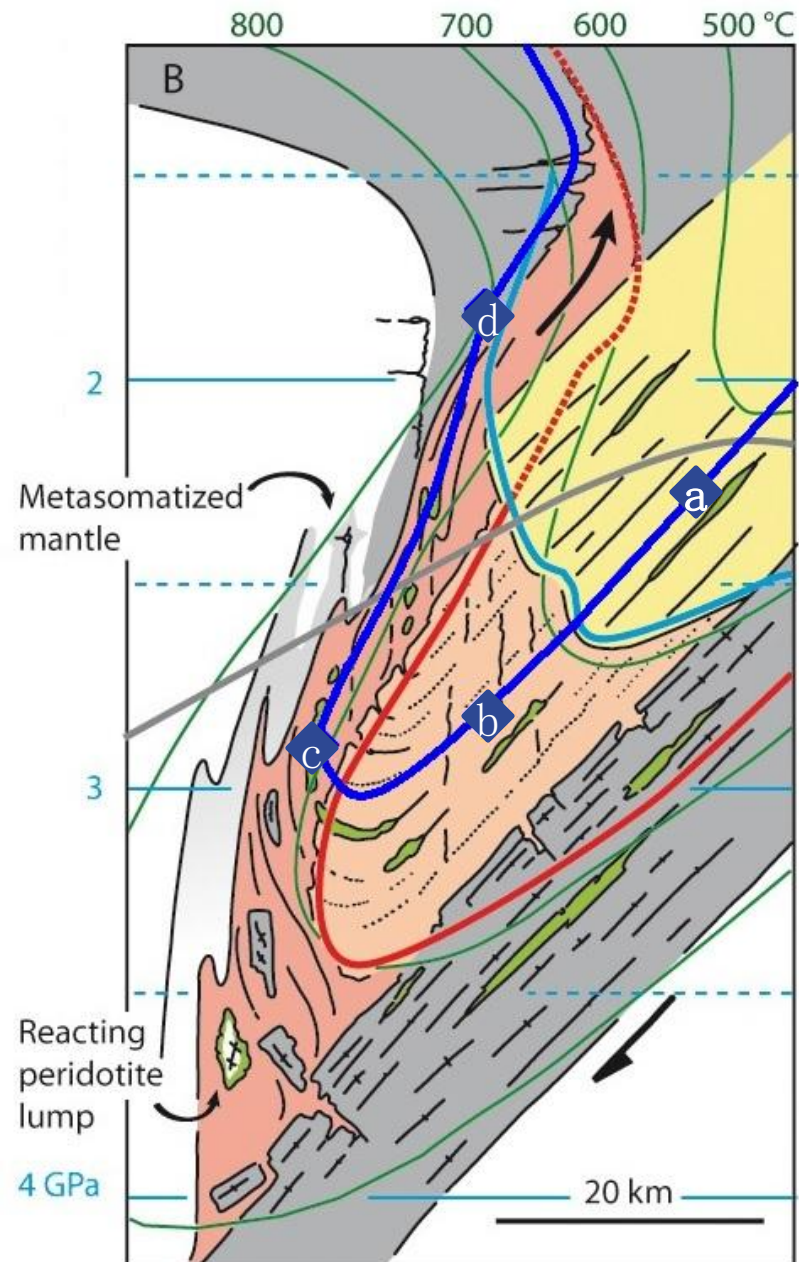 800 700 600 500 °C
B
d
2
a
Metasomatized
mantle
b
c
3
Reacting
peridotite
lump
4 GPa
20 km